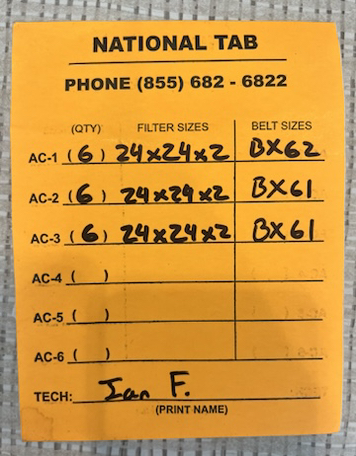 NATIONAL TAB
PHONE (855) 682 - 6822
(QTY) FILTER SIZES BELT SIZES
AC-1 (6) 24x24x2 BX62
AC-2 (6) 24x24x2 BX61
AC-3 (6) 24x24x2 BX61
AC-4 ( )
AC-5 ( )
AC-6 ( )
TECH: Ian F.
(PRINT NAME)